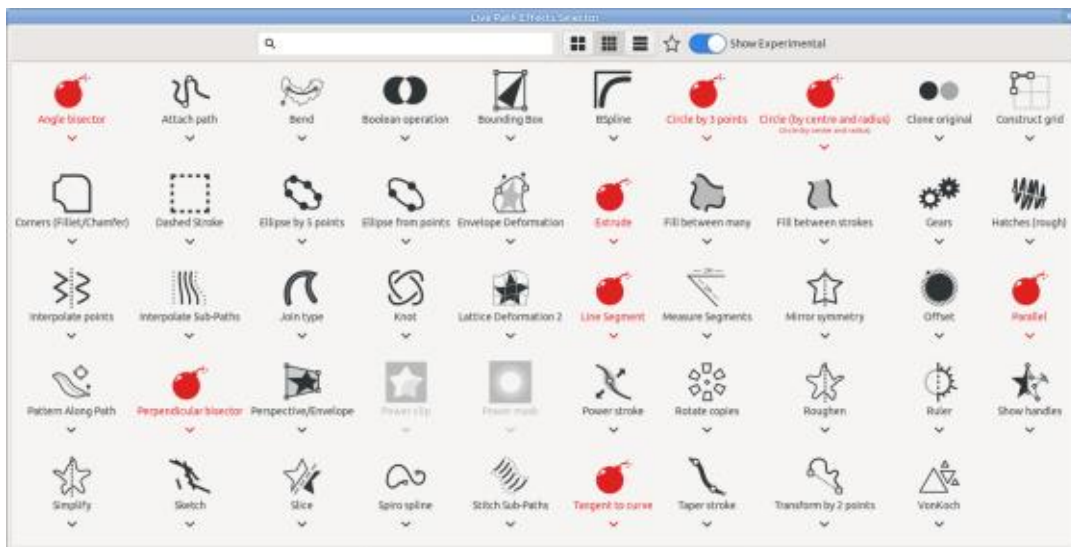 Live Path Effects Selector
Show Experimental
Angle bisector
Attach path
Bend
Boolean operation
Bounding Box
BSpline
Circle by 3 points
Circle (by centre and radius)
Circle (by centre and radius)
Clone original
Construct grid
Corners (Fillet/Chamfer)
Dashed Stroke
Ellipse by 5 points
Ellipse from points
Envelope Deformation
Extrude
Fill between many
Fill between strokes
Gears
Hatches (rough)
Interpolate points
Interpolate Sub-Paths
Join type
Knot
Lattice Deformation 2
Line Segment
Measure Segments
Mirror symmetry
Offset
Parallel
Pattern Along Path
Perpendicular bisector
Perspective/Envelope
Power clip
Power mask
Power stroke
Rotate copies
Roughen
Ruler
Show handles
Simplify
Sketch
Slice
Spiro spline
Stitch Sub-Paths
Tangent to curve
Taper stroke
Transform by 2 points
VonKoch